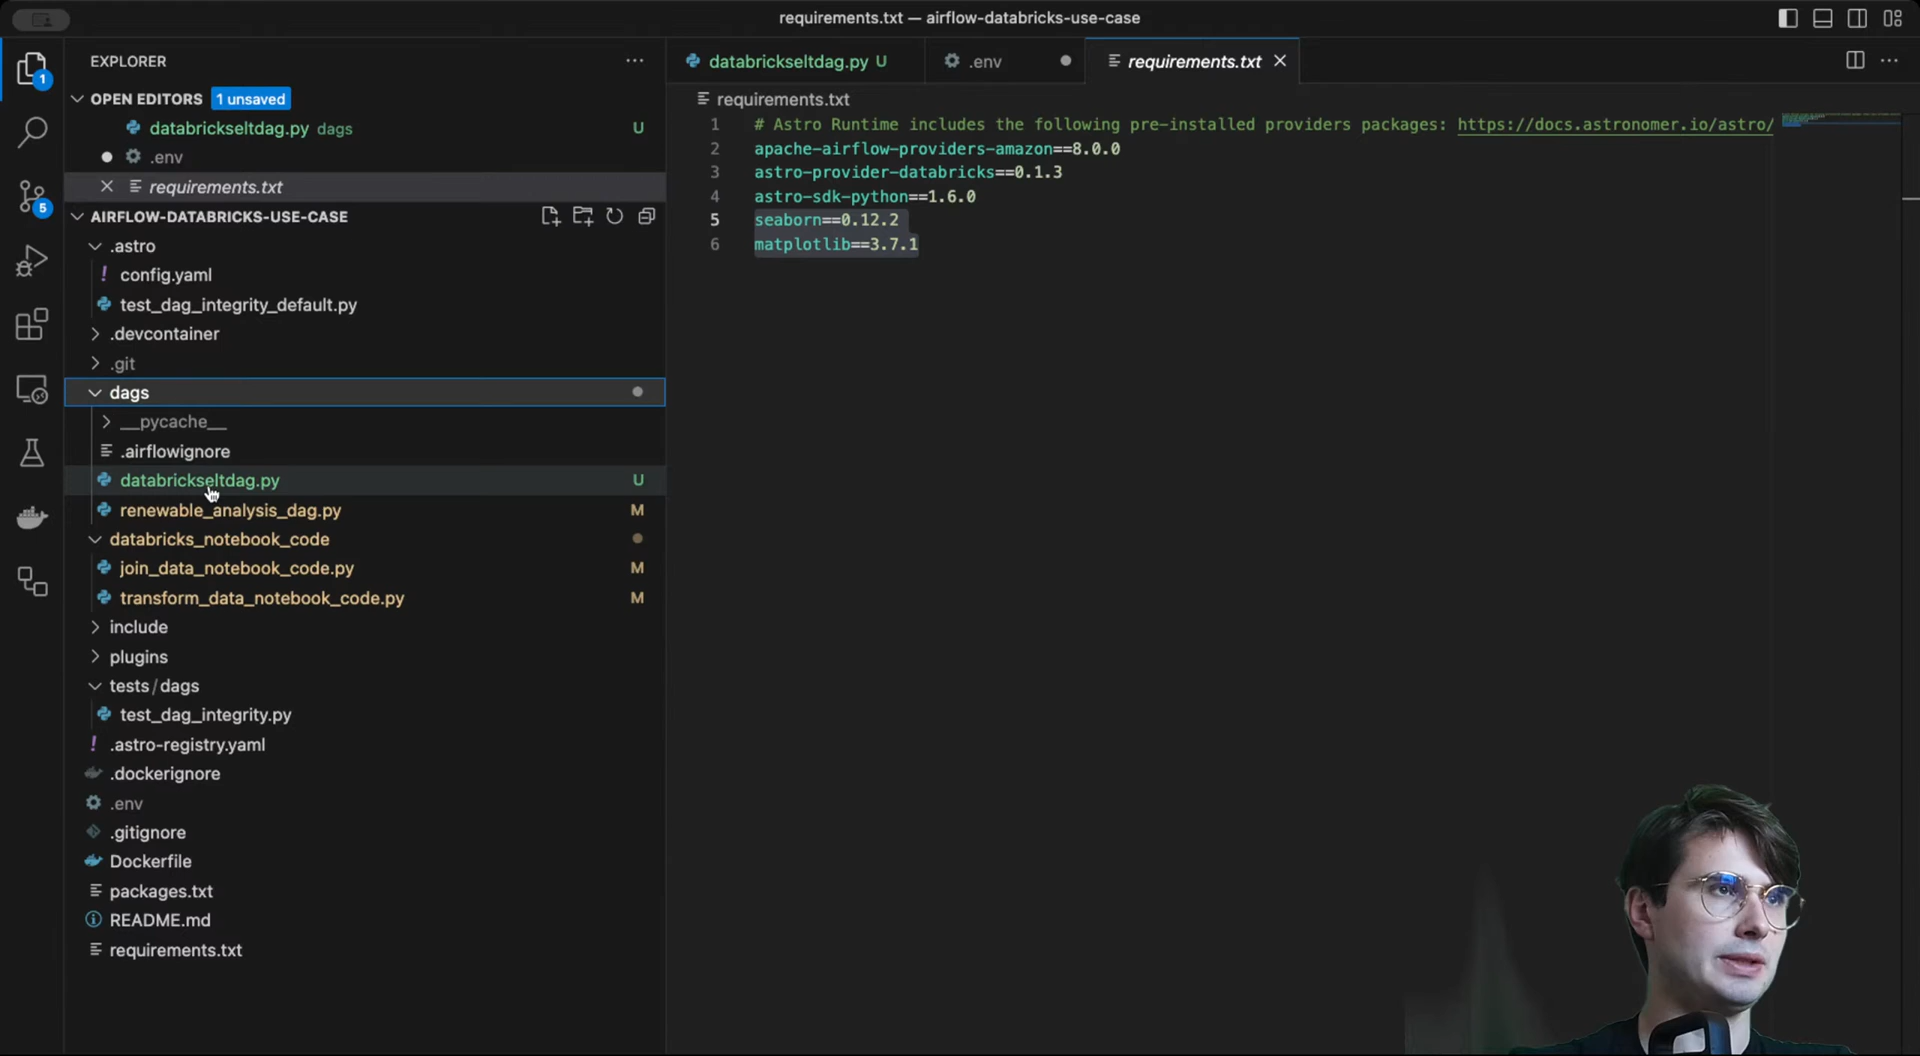 requirements.txt — airflow-databricks-use-case
EXPLORER
OPEN EDITORS 1 unsaved
databrickseltdag.py dags U
.env
requirements.txt
AIRFLOW-DATABRICKS-USE-CASE
.astro
config.yaml
test_dag_integrity_default.py
.devcontainer
.git
dags
__pycache__
.airflowignore
databrickseltdag.py U
renewable_analysis_dag.py M
databricks_notebook_code
join_data_notebook_code.py M
transform_data_notebook_code.py M
include
plugins
tests/dags
test_dag_integrity.py
.astro-registry.yaml
.dockerignore
.env
.gitignore
Dockerfile
packages.txt
README.md
requirements.txt
1
5
databrickseltdag.py U
.env
requirements.txt
requirements.txt
1 # Astro Runtime includes the following pre-installed providers packages: https://docs.astronomer.io/astro/
2 apache-airflow-providers-amazon==8.0.0
3 astro-provider-databricks==0.1.3
4 astro-sdk-python==1.6.0
5 seaborn==0.12.2
6 matplotlib==3.7.1